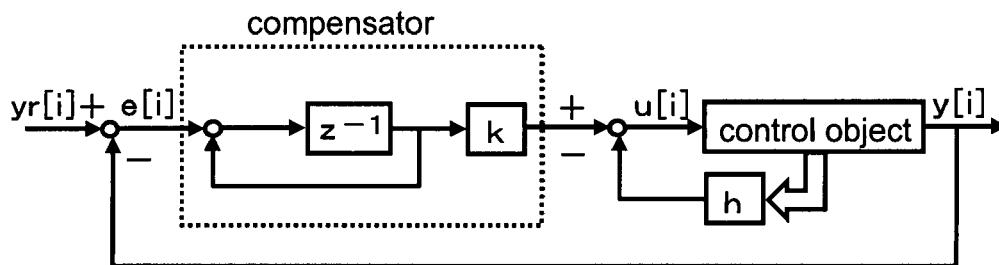 compensator
yr[i]+ e[i]
−
z⁻¹
k
+
−
u[i]
control object
y[i]
h